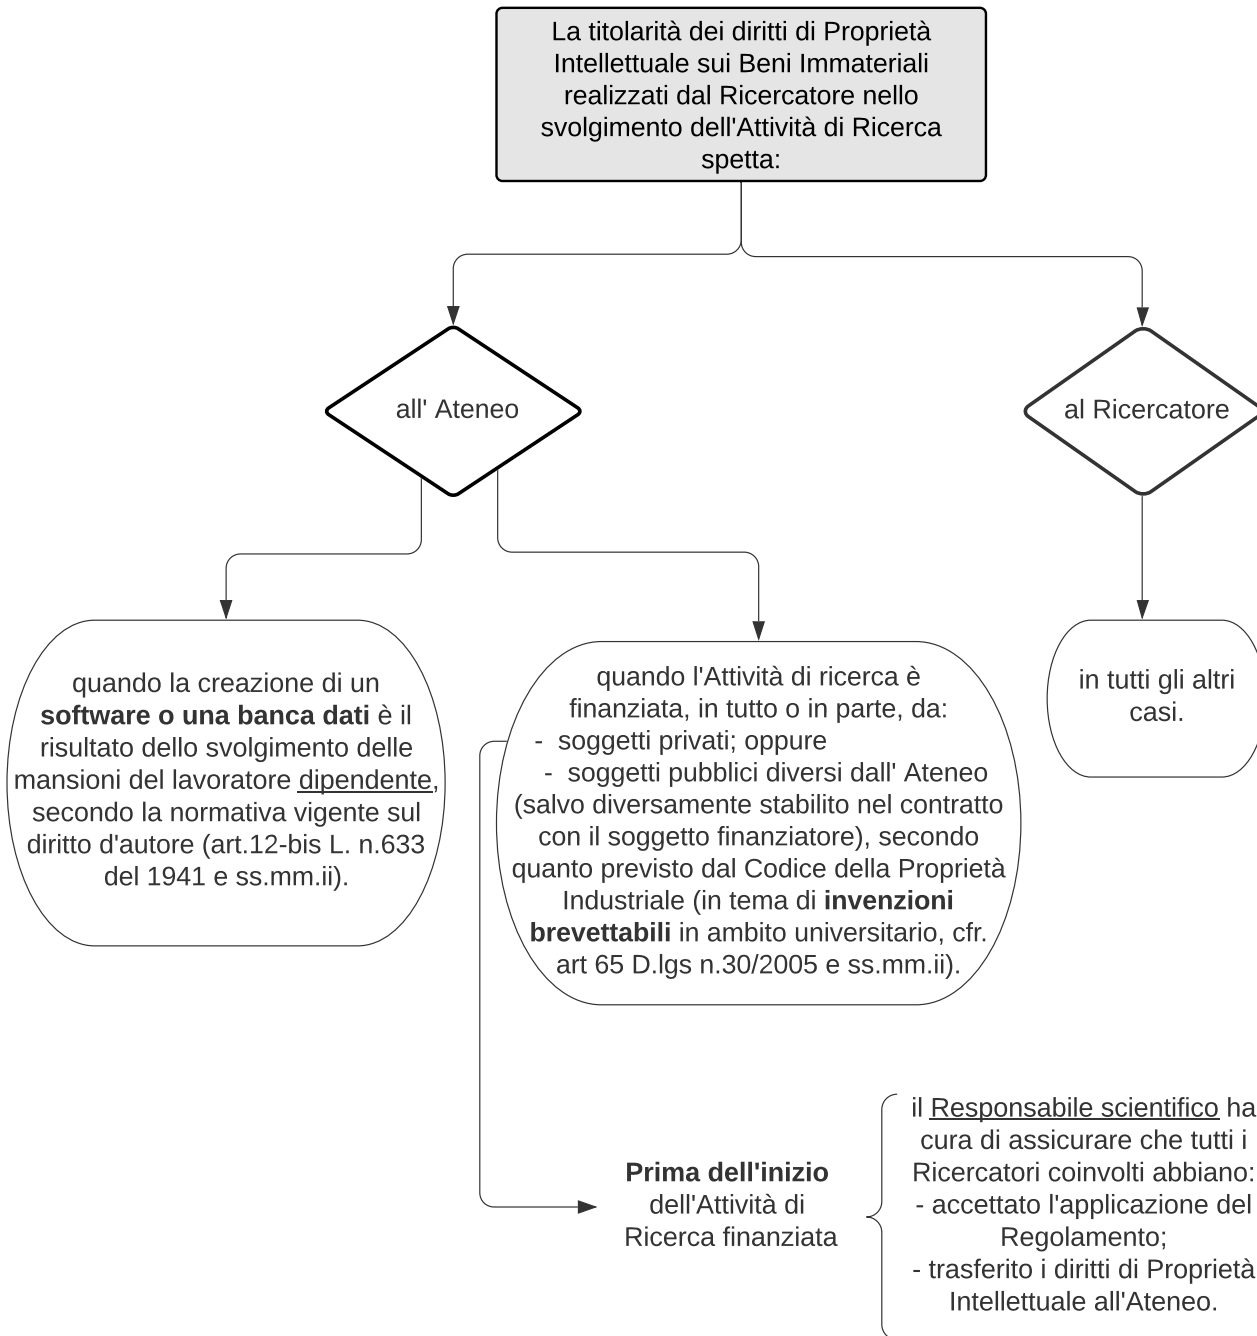 La titolarità dei diritti di Proprietà
Intellettuale sui Beni Immateriali
realizzati dal Ricercatore nello
svolgimento dell'Attività di Ricerca
spetta:
all' Ateneo
al Ricercatore
quando la creazione di un
software o una banca dati è il
risultato dello svolgimento delle
mansioni del lavoratore dipendente,
secondo la normativa vigente sul
diritto d'autore (art.12-bis L. n.633
del 1941 e ss.mm.ii).
quando l'Attività di ricerca è
finanziata, in tutto o in parte, da:
- soggetti privati; oppure
- soggetti pubblici diversi dall' Ateneo
(salvo diversamente stabilito nel contratto
con il soggetto finanziatore), secondo
quanto previsto dal Codice della Proprietà
Industriale (in tema di invenzioni
brevettabili in ambito universitario, cfr.
art 65 D.lgs n.30/2005 e ss.mm.ii).
in tutti gli altri
casi.
Prima dell'inizio
dell'Attività di
Ricerca finanziata
il Responsabile scientifico ha
cura di assicurare che tutti i
Ricercatori coinvolti abbiano:
- accettato l'applicazione del
Regolamento;
- trasferito i diritti di Proprietà
Intellettuale all'Ateneo.